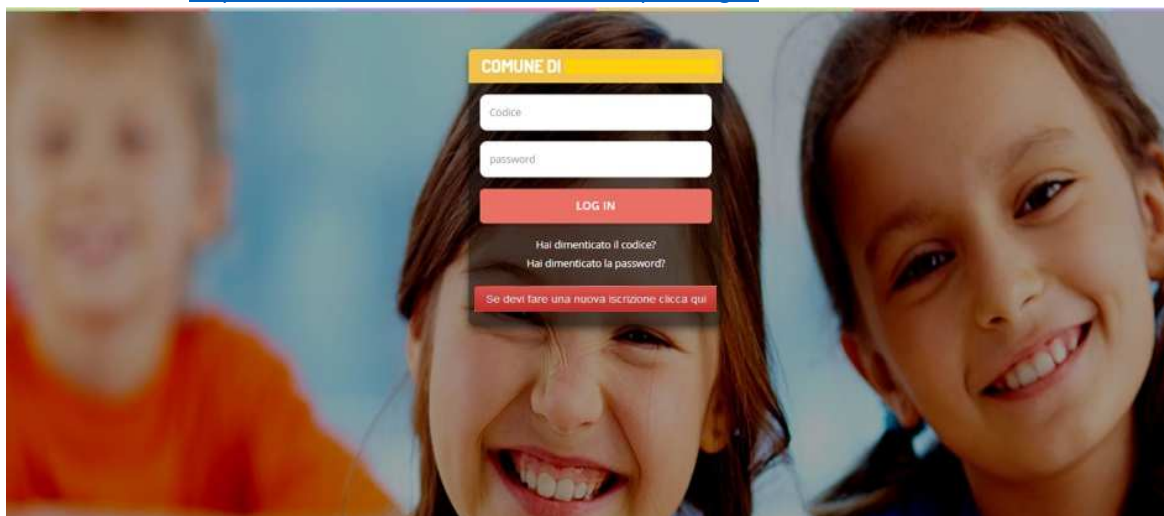 COMUNE DI
Codice
password
LOG IN
Hai dimenticato il codice?
Hai dimenticato la password?
Se devi fare una nuova iscrizione clicca qui